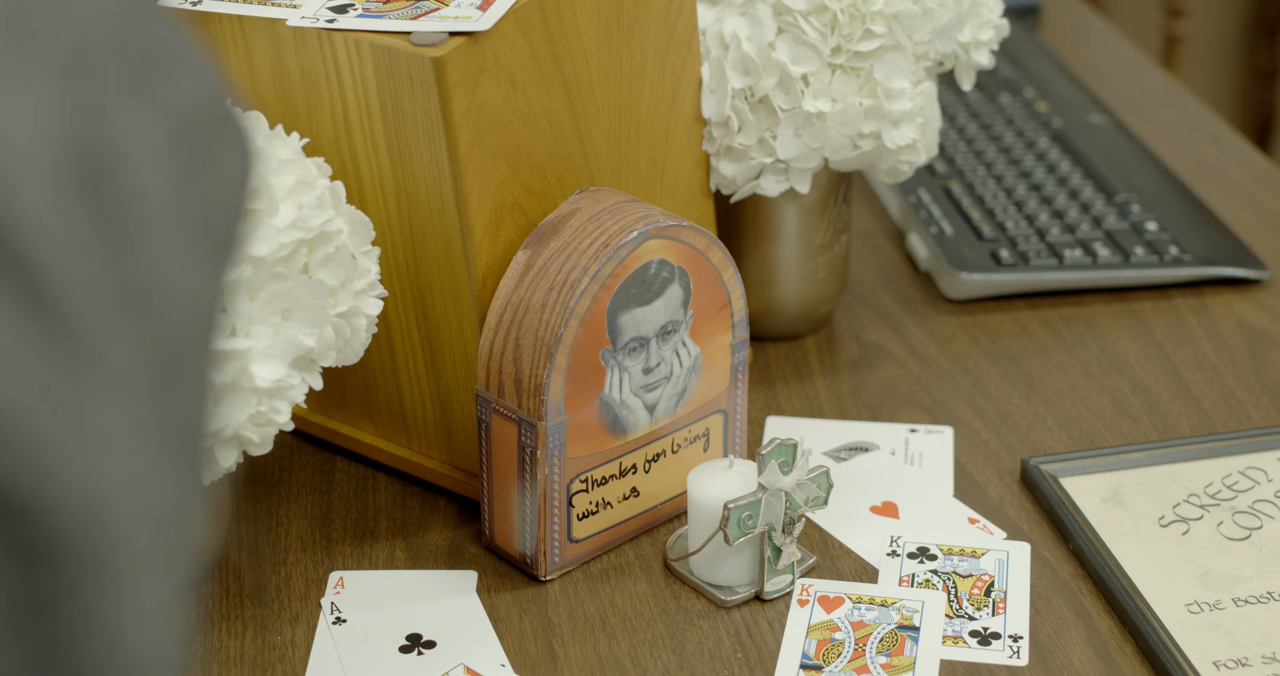 J
J
Thanks for being
with us
A
A
A
A
K
K
K
SCREEN
CON
The Bost
FOR S